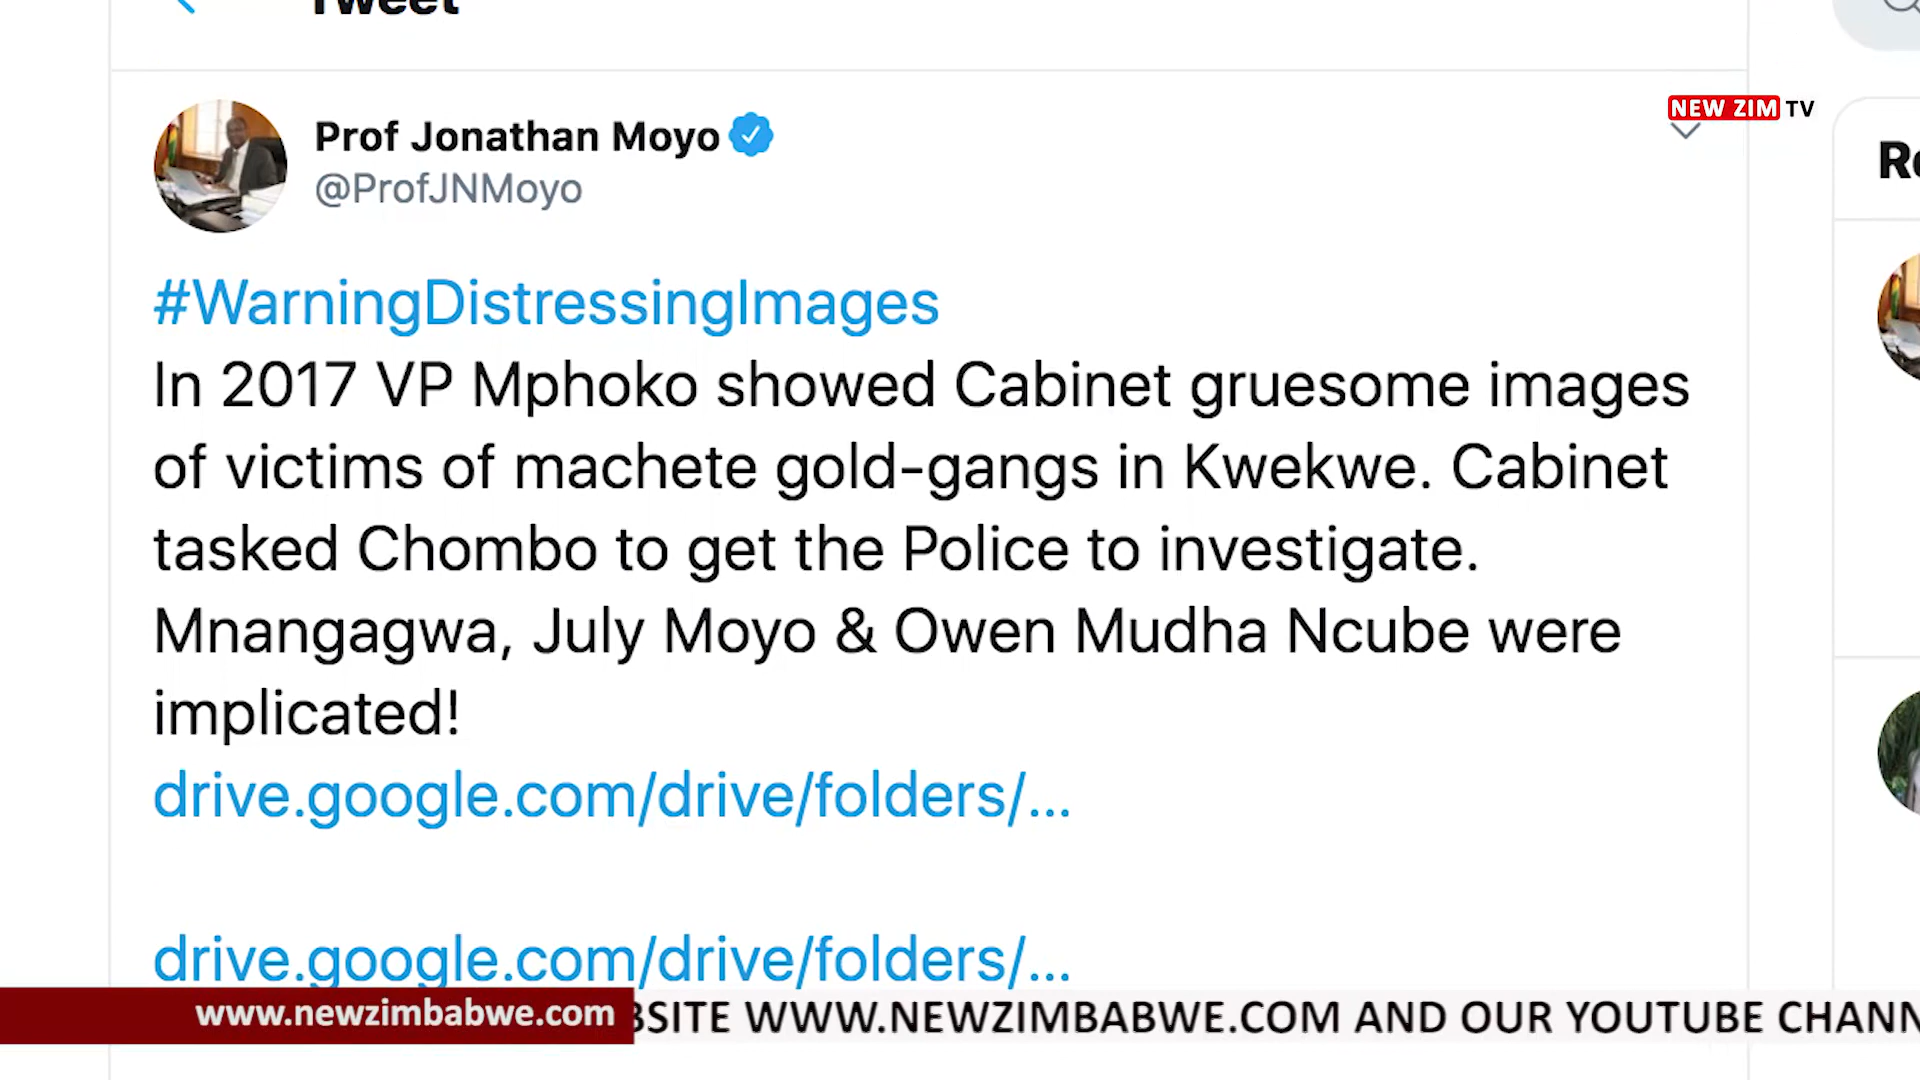 Tweet
NEW ZIM TV
Prof Jonathan Moyo
@ProfJNMoyo
#WarningDistressingImages
In 2017 VP Mphoko showed Cabinet gruesome images
of victims of machete gold-gangs in Kwekwe. Cabinet
tasked Chombo to get the Police to investigate.
Mnangagwa, July Moyo & Owen Mudha Ncube were
implicated!
drive.google.com/drive/folders/...
drive.google.com/drive/folders/...
www.newzimbabwe.com
WWW.NEWZIMBABWE.COM AND OUR YOUTUBE